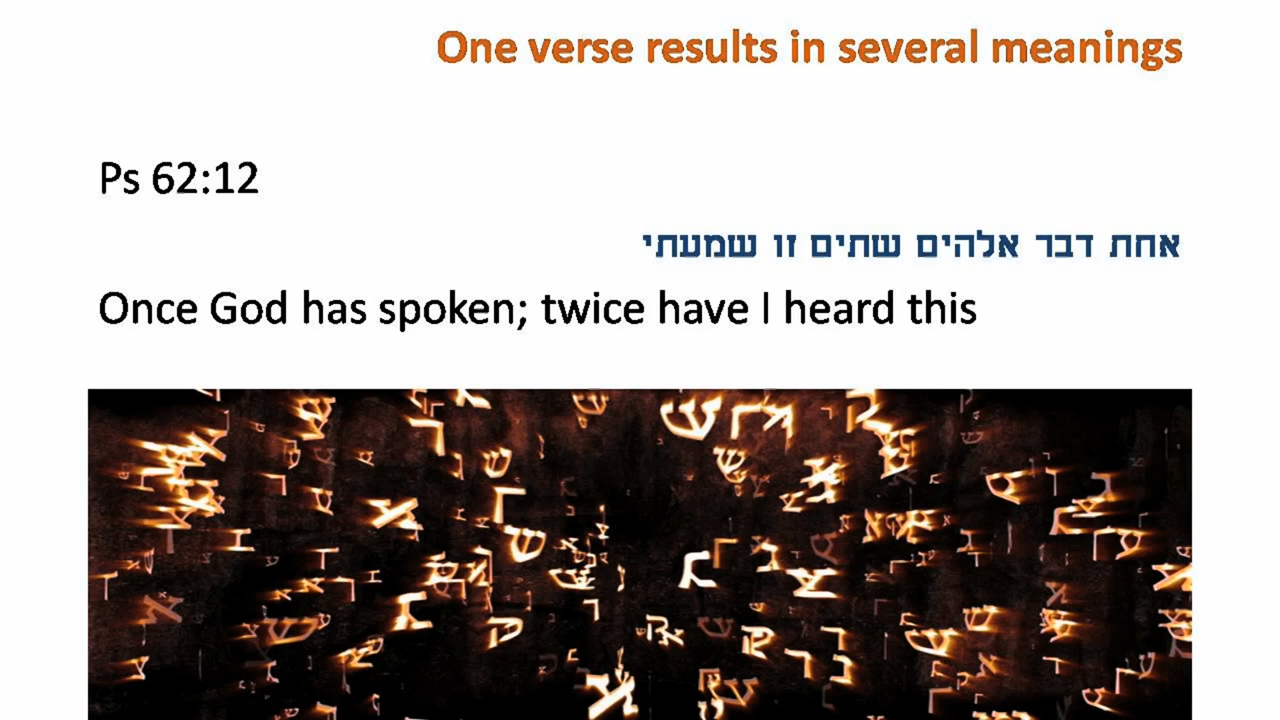 One verse results in several meanings
Ps 62:12
אחת דבר אלהים שתים זו שמעתי
Once God has spoken; twice have I heard this